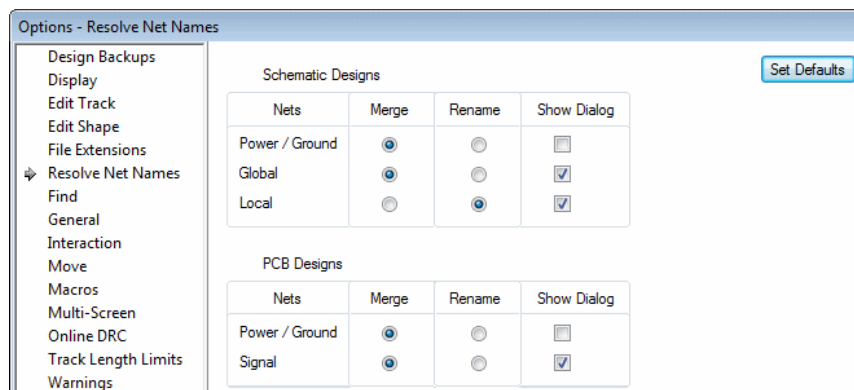 Options - Resolve Net Names
Design Backups
Display
Edit Track
Edit Shape
File Extensions
Resolve Net Names
Find
General
Interaction
Move
Macros
Multi-Screen
Online DRC
Track Length Limits
Warnings
Schematic Designs
Set Defaults
Nets Merge Rename Show Dialog
Power / Ground
Global
Local
PCB Designs
Nets Merge Rename Show Dialog
Power / Ground
Signal